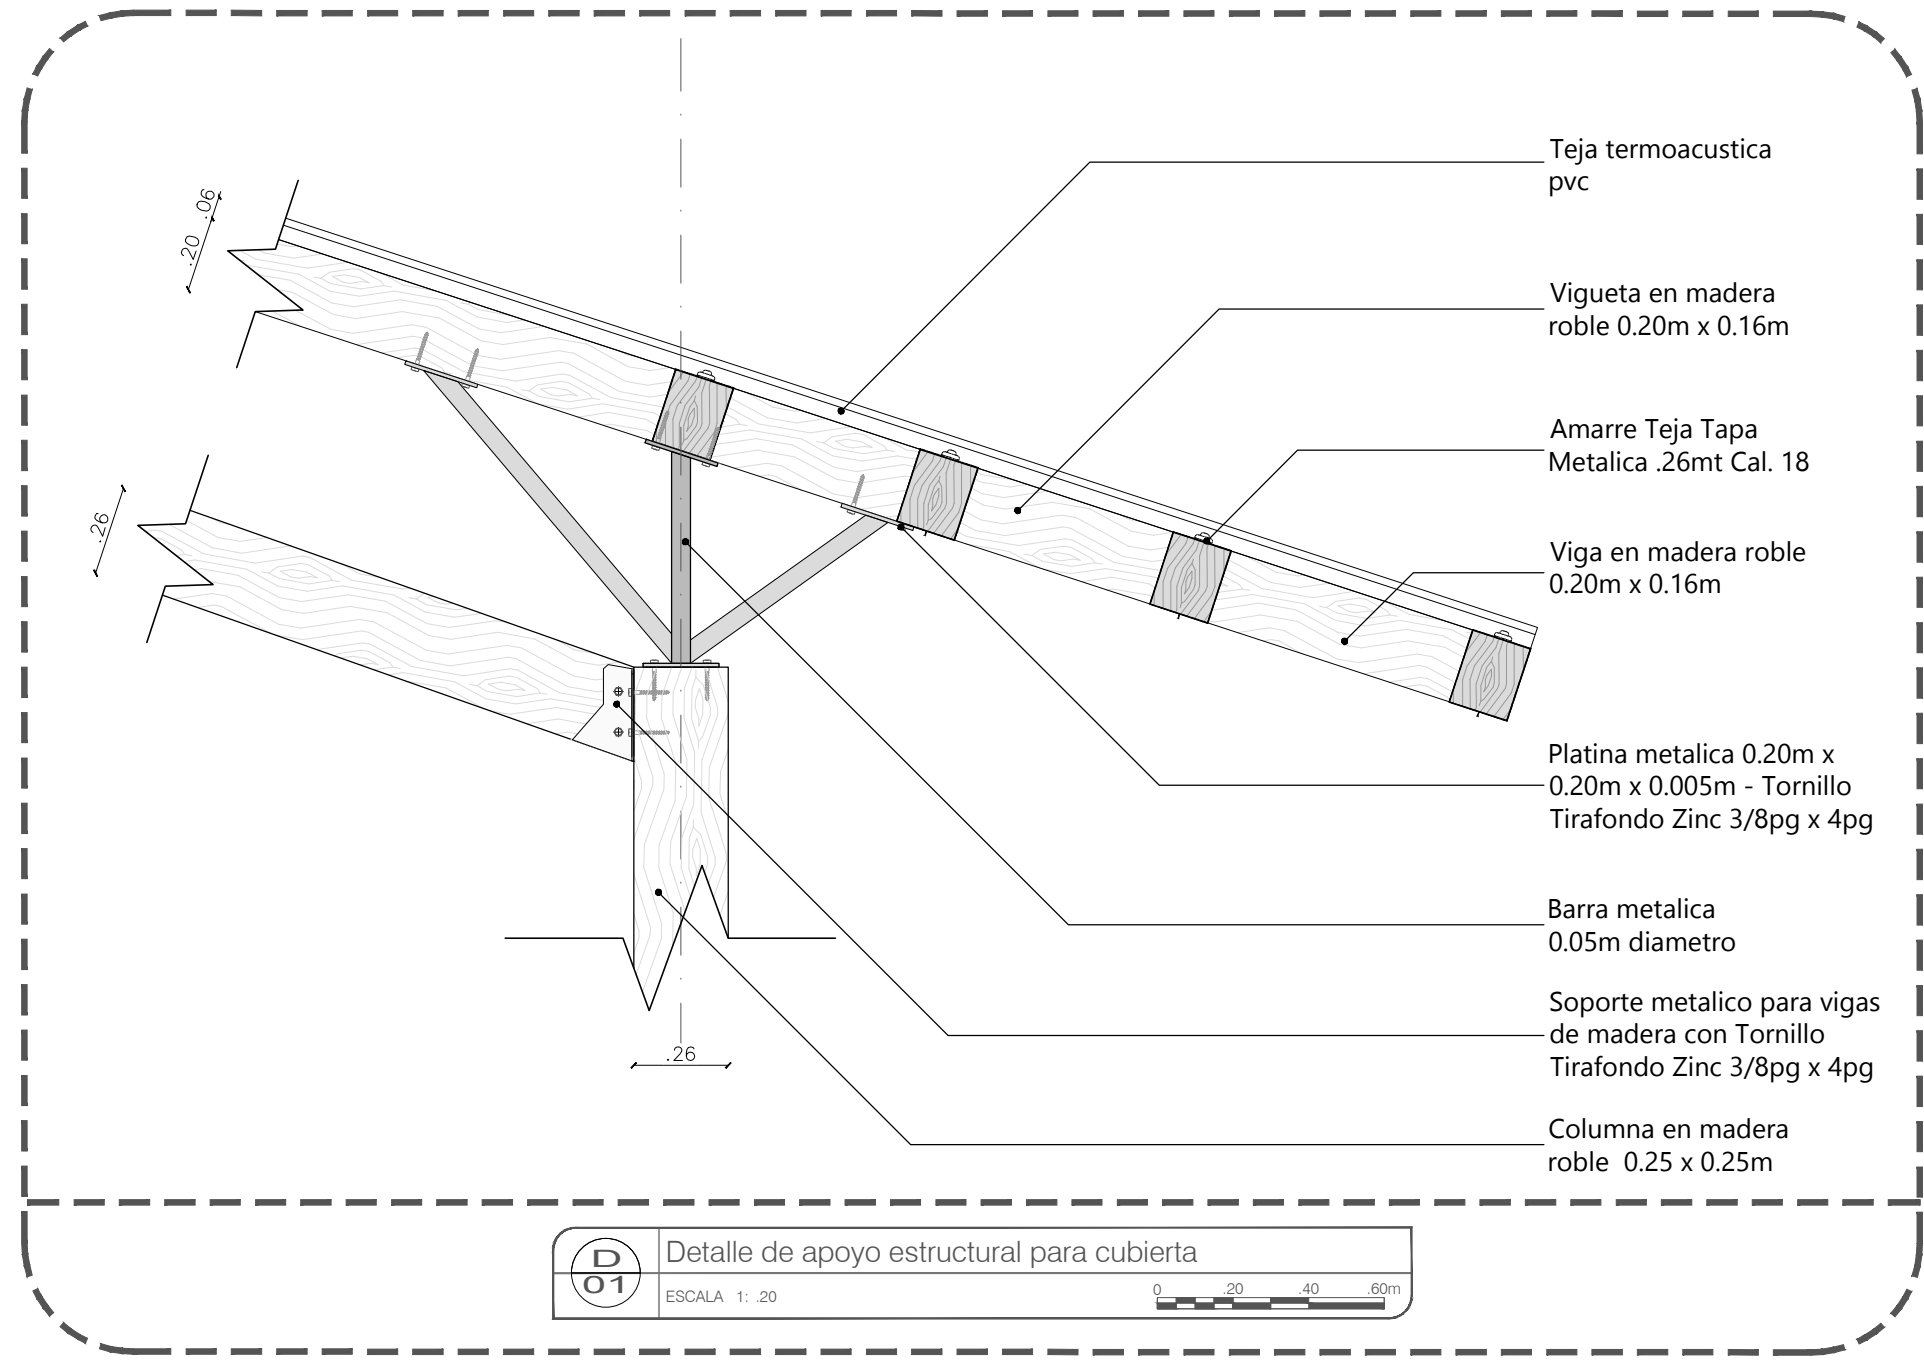 Teja termoacustica
pvc
.06
.20
Vigueta en madera
roble 0.20m x 0.16m
Amarre Teja Tapa
Metalica .26mt Cal. 18
.26
Viga en madera roble
0.20m x 0.16m
Platina metalica 0.20m x
0.20m x 0.005m - Tornillo
Tirafondo Zinc 3/8pg x 4pg
Barra metalica
0.05m diametro
Soporte metalico para vigas
de madera con Tornillo
Tirafondo Zinc 3/8pg x 4pg
.26
Columna en madera
roble 0.25 x 0.25m
D
01
Detalle de apoyo estructural para cubierta
ESCALA 1: .20
0 .20 .40 .60m